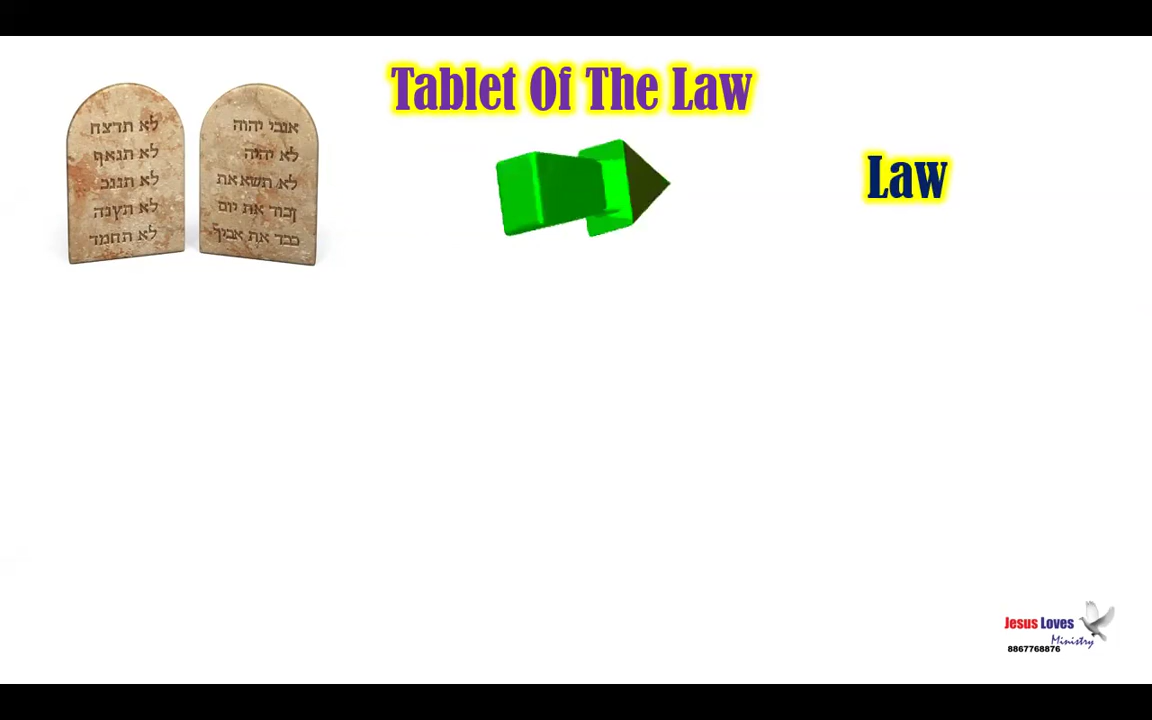 Tablet Of The Law
אנכי יהוה
לא יהיה
לא תשא את
זכור את יום
כבד את אביך
לא תרצח
לא תנאף
לא תגנב
לא תענה
לא תחמד
Law
Jesus Loves
Ministry
8867768876